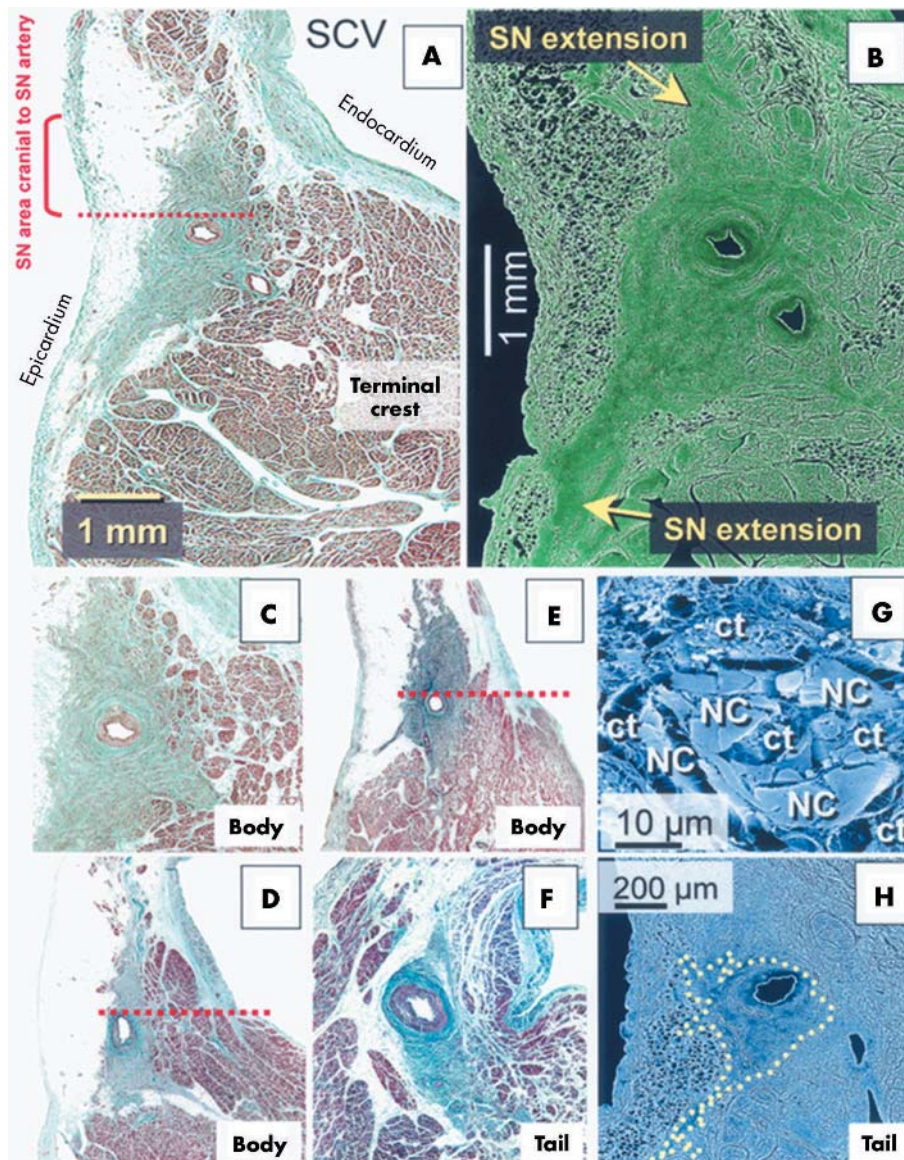 SCV
A
SN area cranial to SN artery
Endocardium
Epicardium
Terminal
crest
1 mm
SN extension
B
1 mm
SN extension
C
Body
E
Body
G
ct
NC
NC
ct
ct
ct
NC
NC
ct
10 µm
D
Body
F
Tail
200 µm
H
Tail